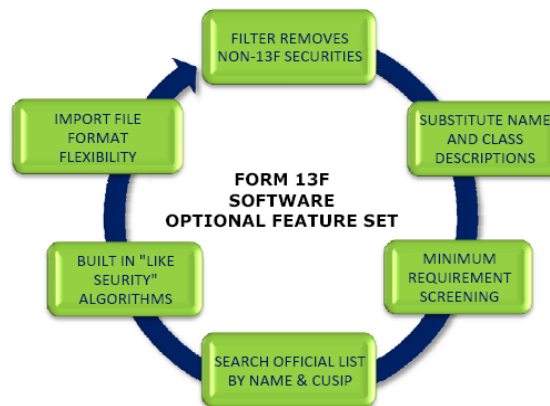 FILTER REMOVES
NON-13F SECURITIES
SUBSTITUTE NAME
AND CLASS
DESCRIPTIONS
MINIMUM
REQUIREMENT
SCREENING
SEARCH OFFICIAL LIST
BY NAME & CUSIP
BUILT IN "LIKE
SEURITY"
ALGORITHMS
IMPORT FILE
FORMAT
FLEXIBILITY
FORM 13F
SOFTWARE
OPTIONAL FEATURE SET